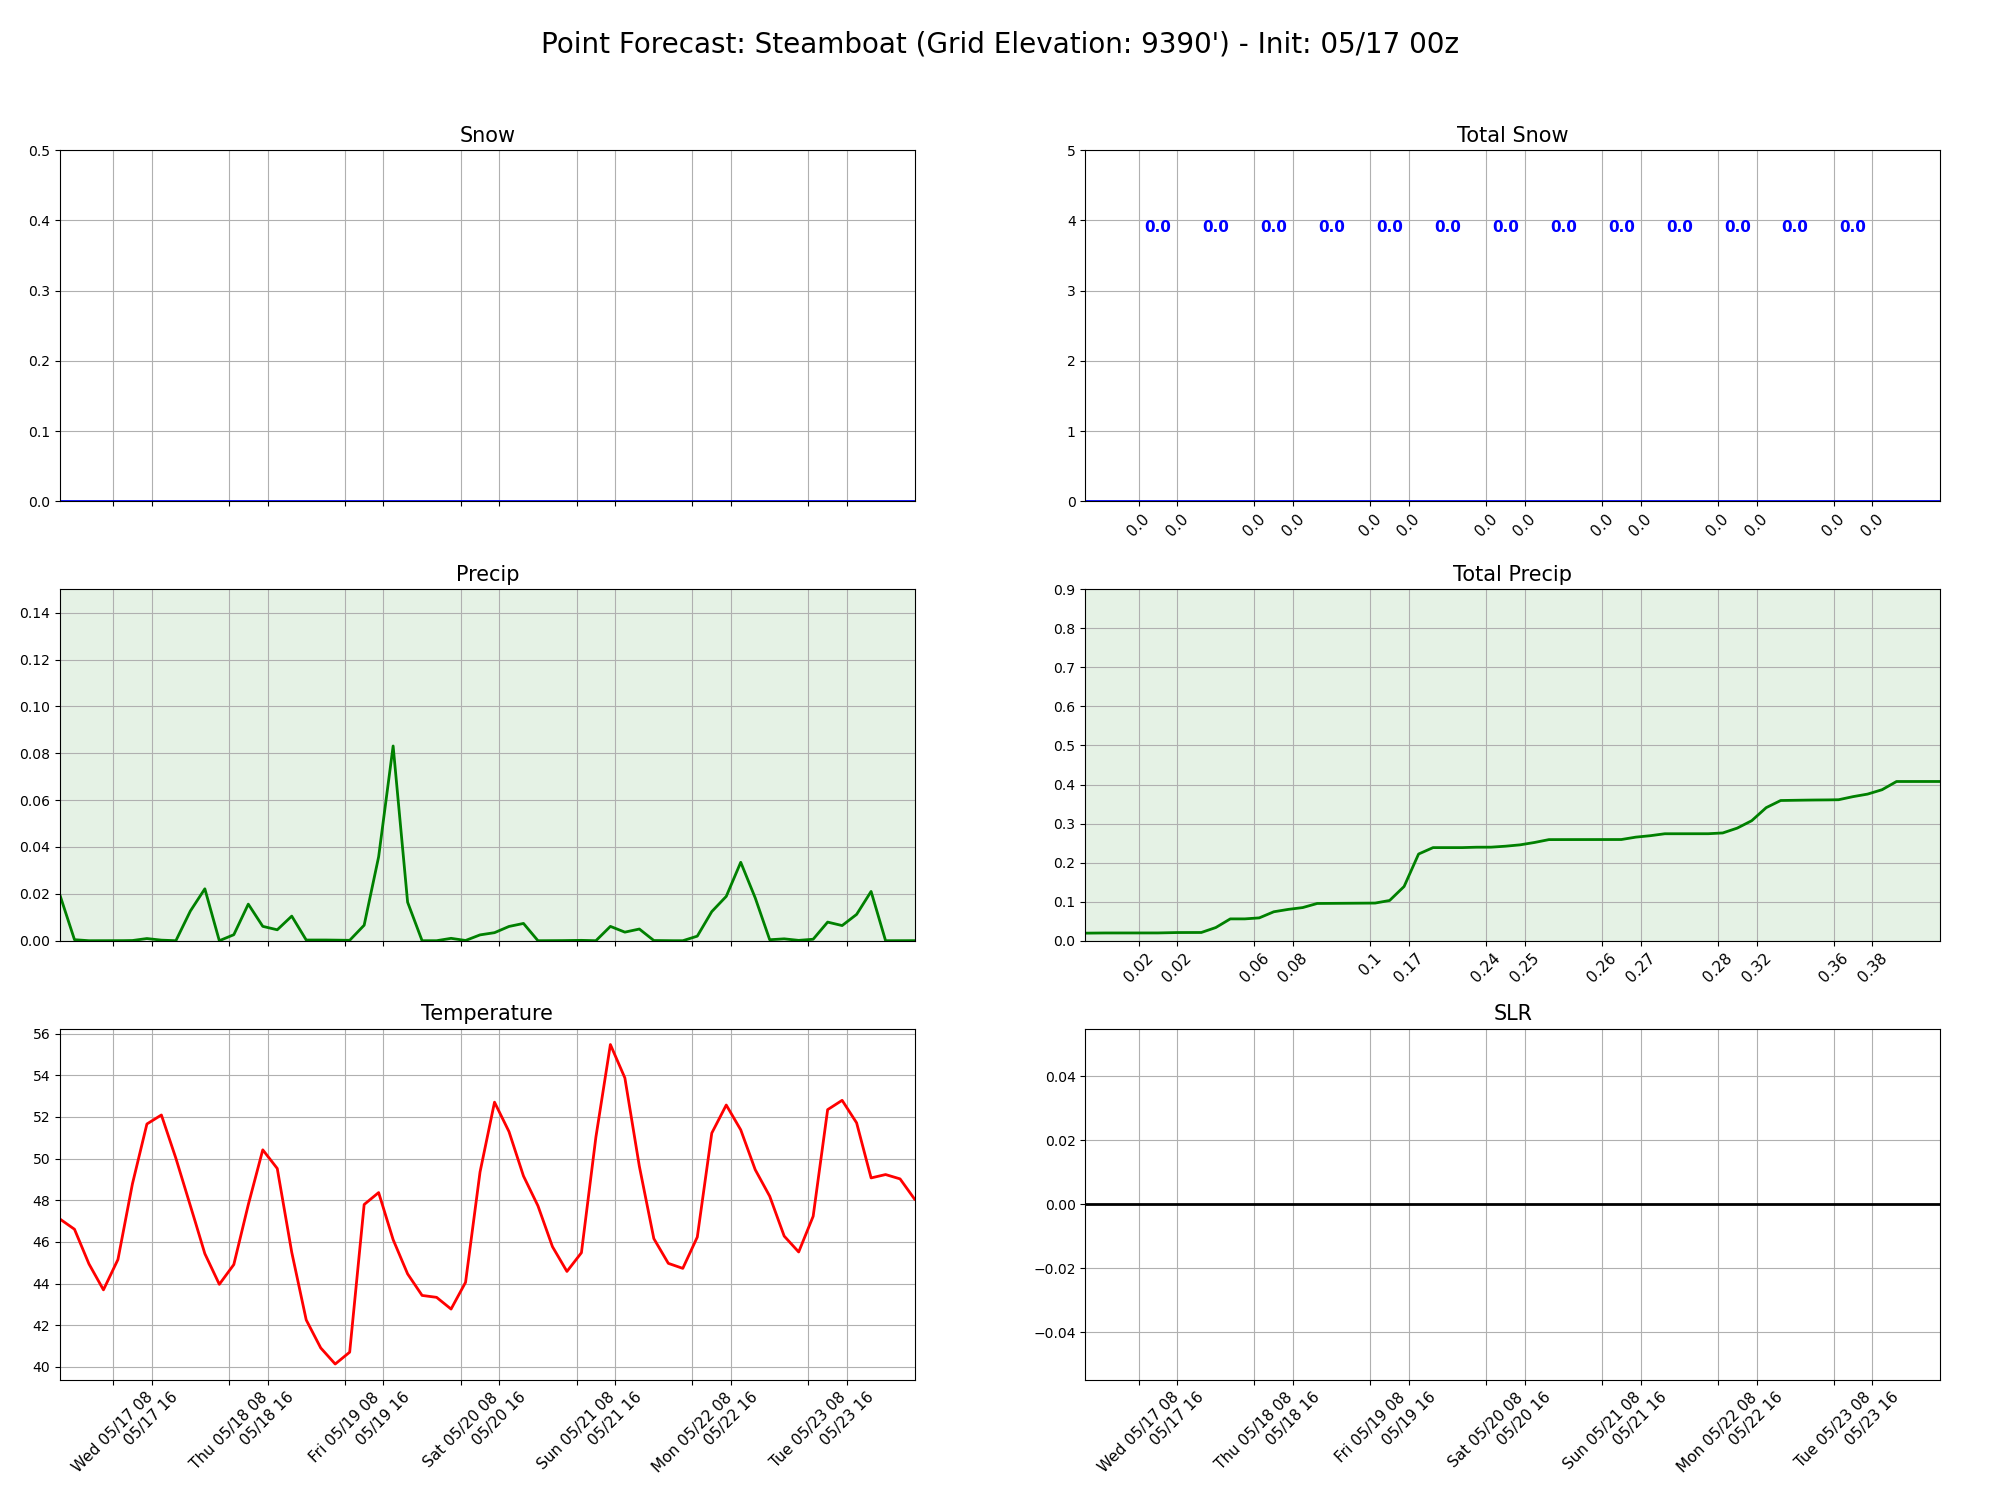 Point Forecast: Steamboat (Grid Elevation: 9390') - Init: 05/17 00z
Snow
0.5
0.4
0.3
0.2
0.1
0.0
Total Snow
5
4
3
2
1
0
0.0 0.0 0.0 0.0 0.0 0.0 0.0 0.0 0.0 0.0 0.0 0.0 0.0
0.0 0.0 0.0 0.0 0.0 0.0 0.0 0.0 0.0 0.0 0.0 0.0 0.0 0.0
Precip
0.14
0.12
0.10
0.08
0.06
0.04
0.02
0.00
Total Precip
0.9
0.8
0.7
0.6
0.5
0.4
0.3
0.2
0.1
0.0
0.02 0.02 0.06 0.08 0.1 0.17 0.24 0.25 0.26 0.27 0.28 0.32 0.36 0.38
Temperature
56
54
52
50
48
46
44
42
40
Wed 05/17 08
05/17 16
Thu 05/18 08
05/18 16
Fri 05/19 08
05/19 16
Sat 05/20 08
05/20 16
Sun 05/21 08
05/21 16
Mon 05/22 08
05/22 16
Tue 05/23 08
05/23 16
SLR
0.04
0.02
0.00
−0.02
−0.04
Wed 05/17 08
05/17 16
Thu 05/18 08
05/18 16
Fri 05/19 08
05/19 16
Sat 05/20 08
05/20 16
Sun 05/21 08
05/21 16
Mon 05/22 08
05/22 16
Tue 05/23 08
05/23 16